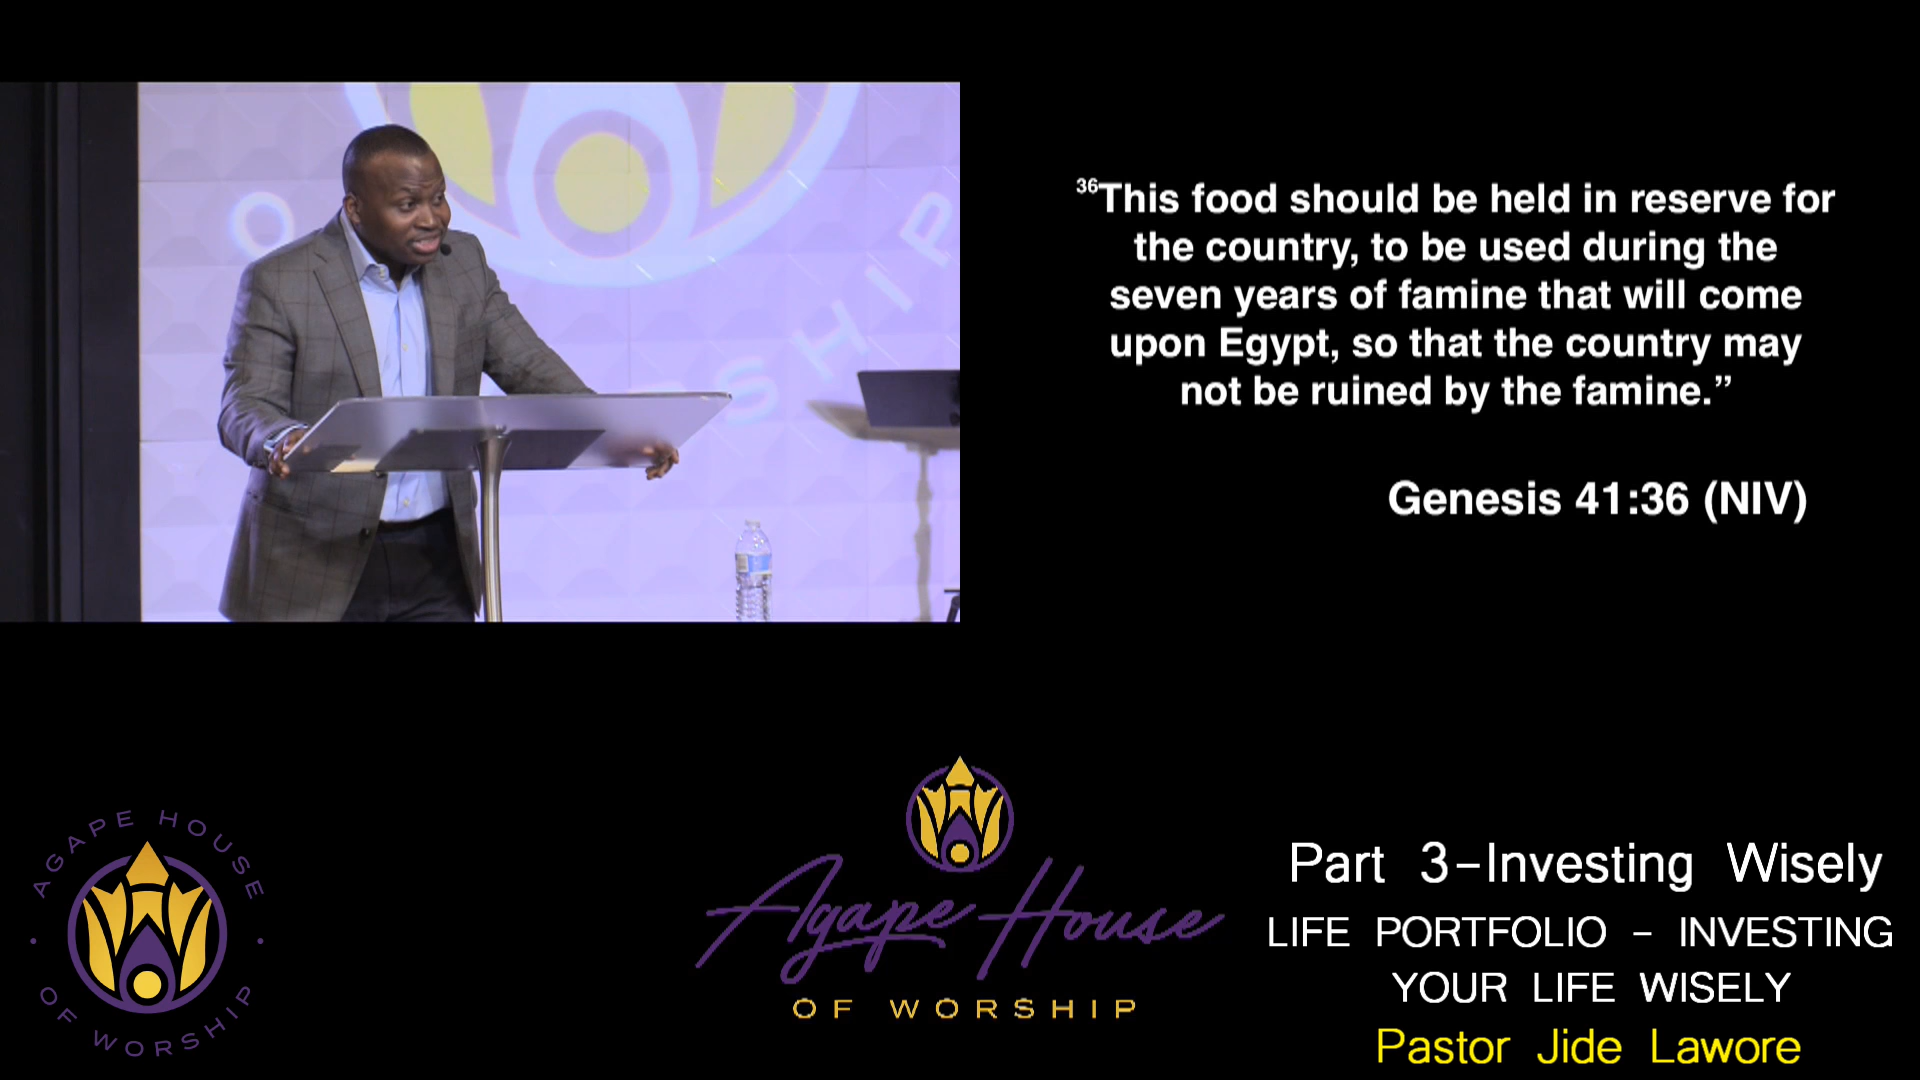 O
SHIP
36This food should be held in reserve for
the country, to be used during the
seven years of famine that will come
upon Egypt, so that the country may
not be ruined by the famine.”
Genesis 41:36 (NIV)
AGAPE HOUSE
OF WORSHIP
Agape House
OF WORSHIP
Part 3-Investing Wisely
LIFE PORTFOLIO - INVESTING
YOUR LIFE WISELY
Pastor Jide Lawore